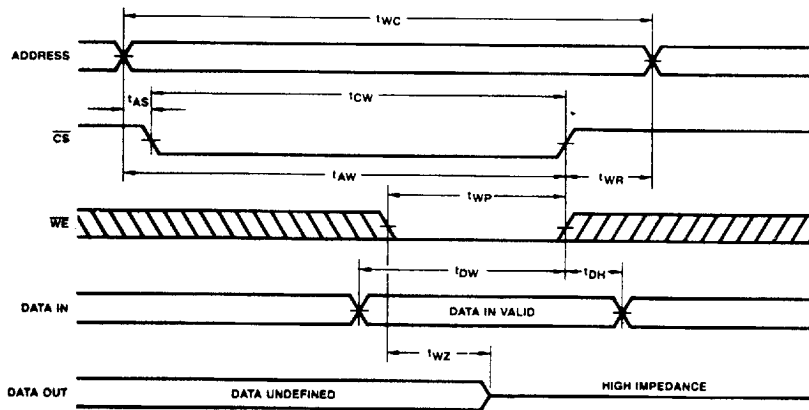 tWC
ADDRESS
tAS
tCW
CS
tAW
tWR
tWP
WE
tDW
tDH
DATA IN
DATA IN VALID
tWZ
DATA OUT
DATA UNDEFINED
HIGH IMPEDANCE